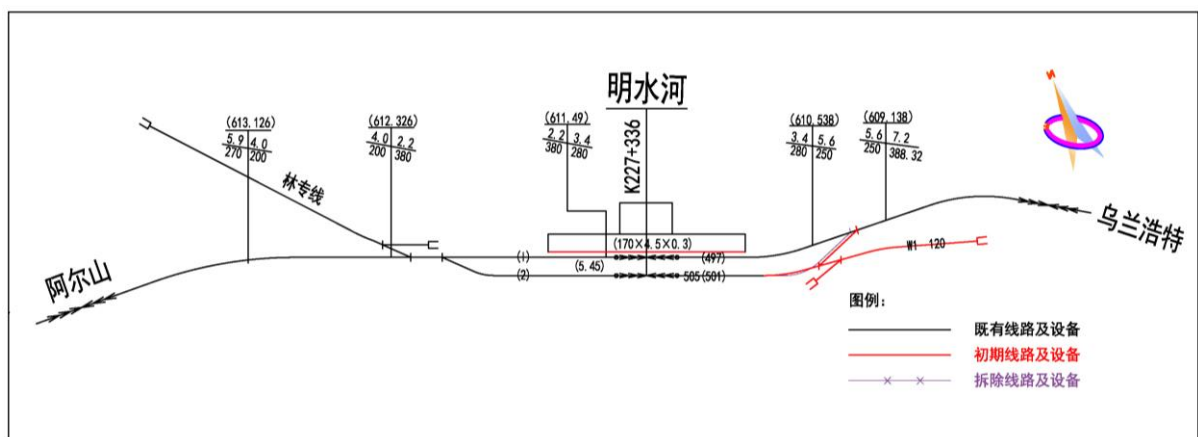 明水河
K227+336
(613.126)
5.9 4.0
270 200
(612.326)
4.0 2.2
200 380
(611.49)
2.2 3.4
380 280
(610.538)
3.4 5.6
280 250
(609.138)
5.6 7.2
250 388.32
N
林专线
阿尔山
乌兰浩特
(170×4.5×0.3)
(1)
(497)
(5.45)
(2)
505(501)
W1 120
图例:
既有线路及设备
初期线路及设备
拆除线路及设备